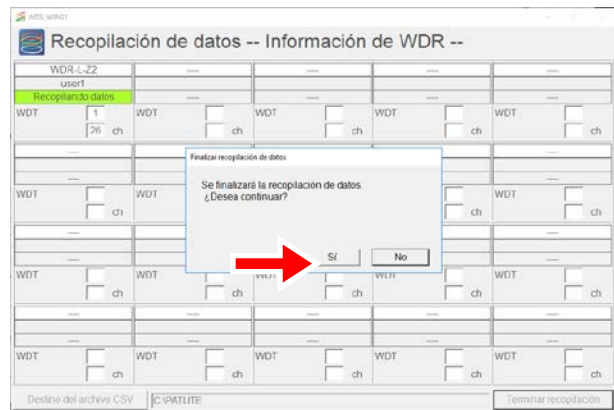 WDS WIN01
Recopilación de datos -- Información de WDR --
WDR-L-Z2 ---- ---- ---- ----
user1
Recopilando datos ---- ---- ---- ----
WDT 1 WDT WDT WDT WDT
26 ch ch ch ch ch
---- ---- ----
Finalizar recopilación de datos
Se finalizará la recopilación de datos
¿Desea continuar?
WDT WDT WDT
ch ch ch
Sí No
---- ----
---- ----
WDT WDT WDT WDT WDT
ch ch ch ch ch
---- ---- ---- ---- ----
---- ---- ---- ---- ----
WDT WDT WDT WDT WDT
ch ch ch ch ch
Destino del archivo CSV C:\PATLITE Terminar recopilación